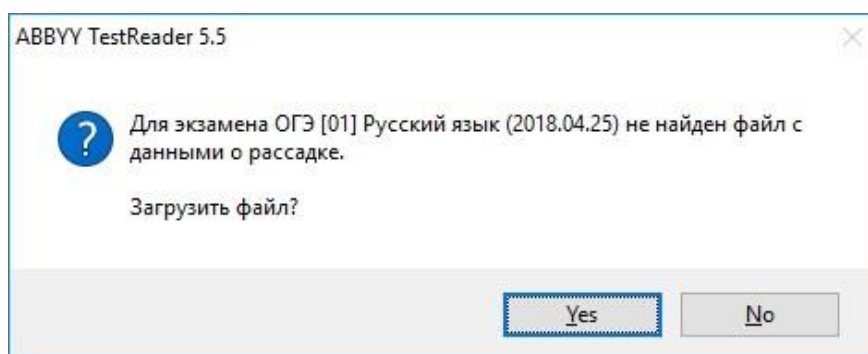 ABBYY TestReader 5.5
Для экзамена ОГЭ [01] Русский язык (2018.04.25) не найден файл с
данными о рассадке.
Загрузить файл?
Yes
No